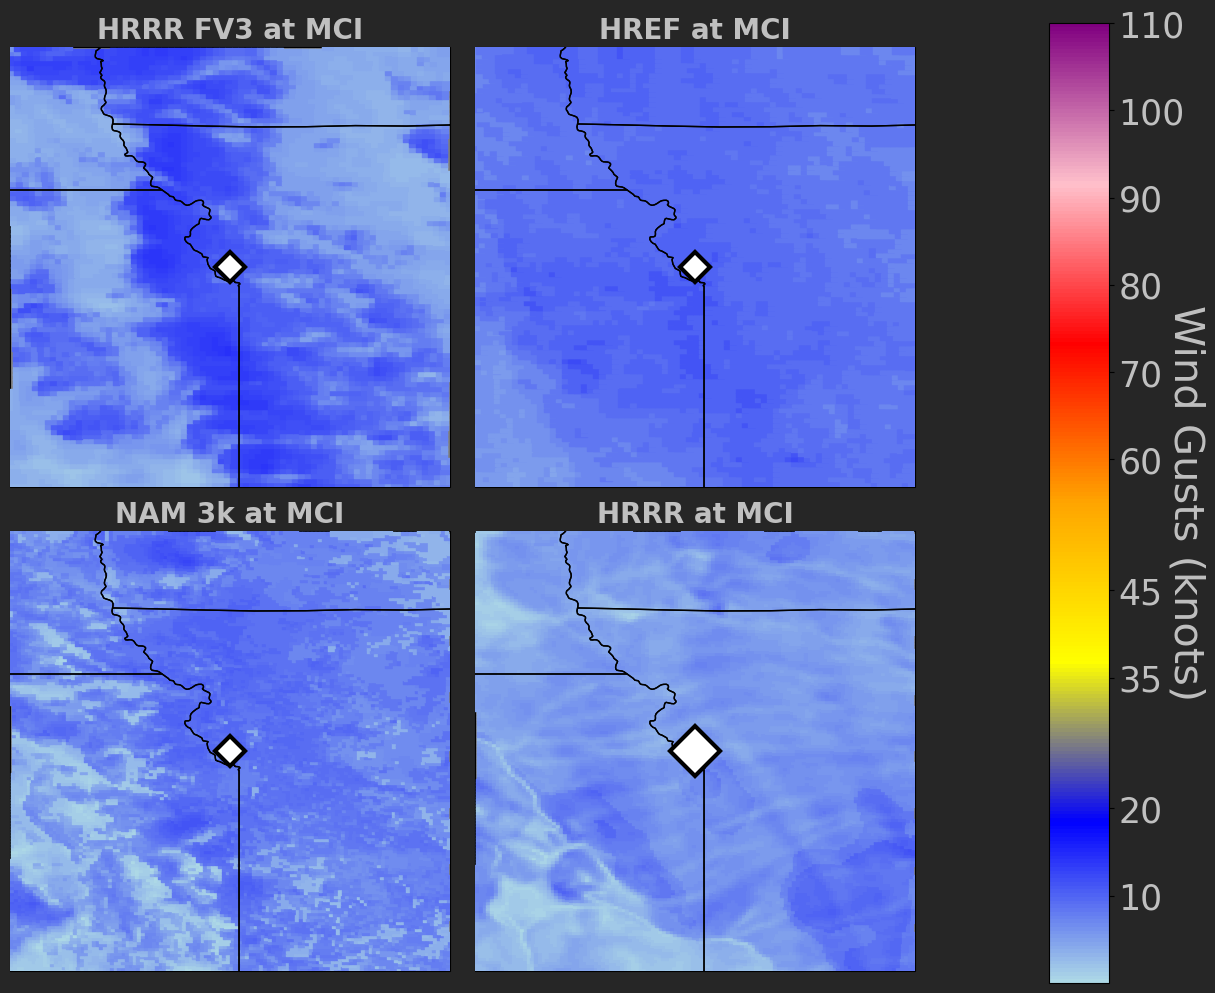 HRRR FV3 at MCI
HREF at MCI
NAM 3k at MCI
HRRR at MCI
110
100
90
80
70
60
45
35
20
10
Wind Gusts (knots)